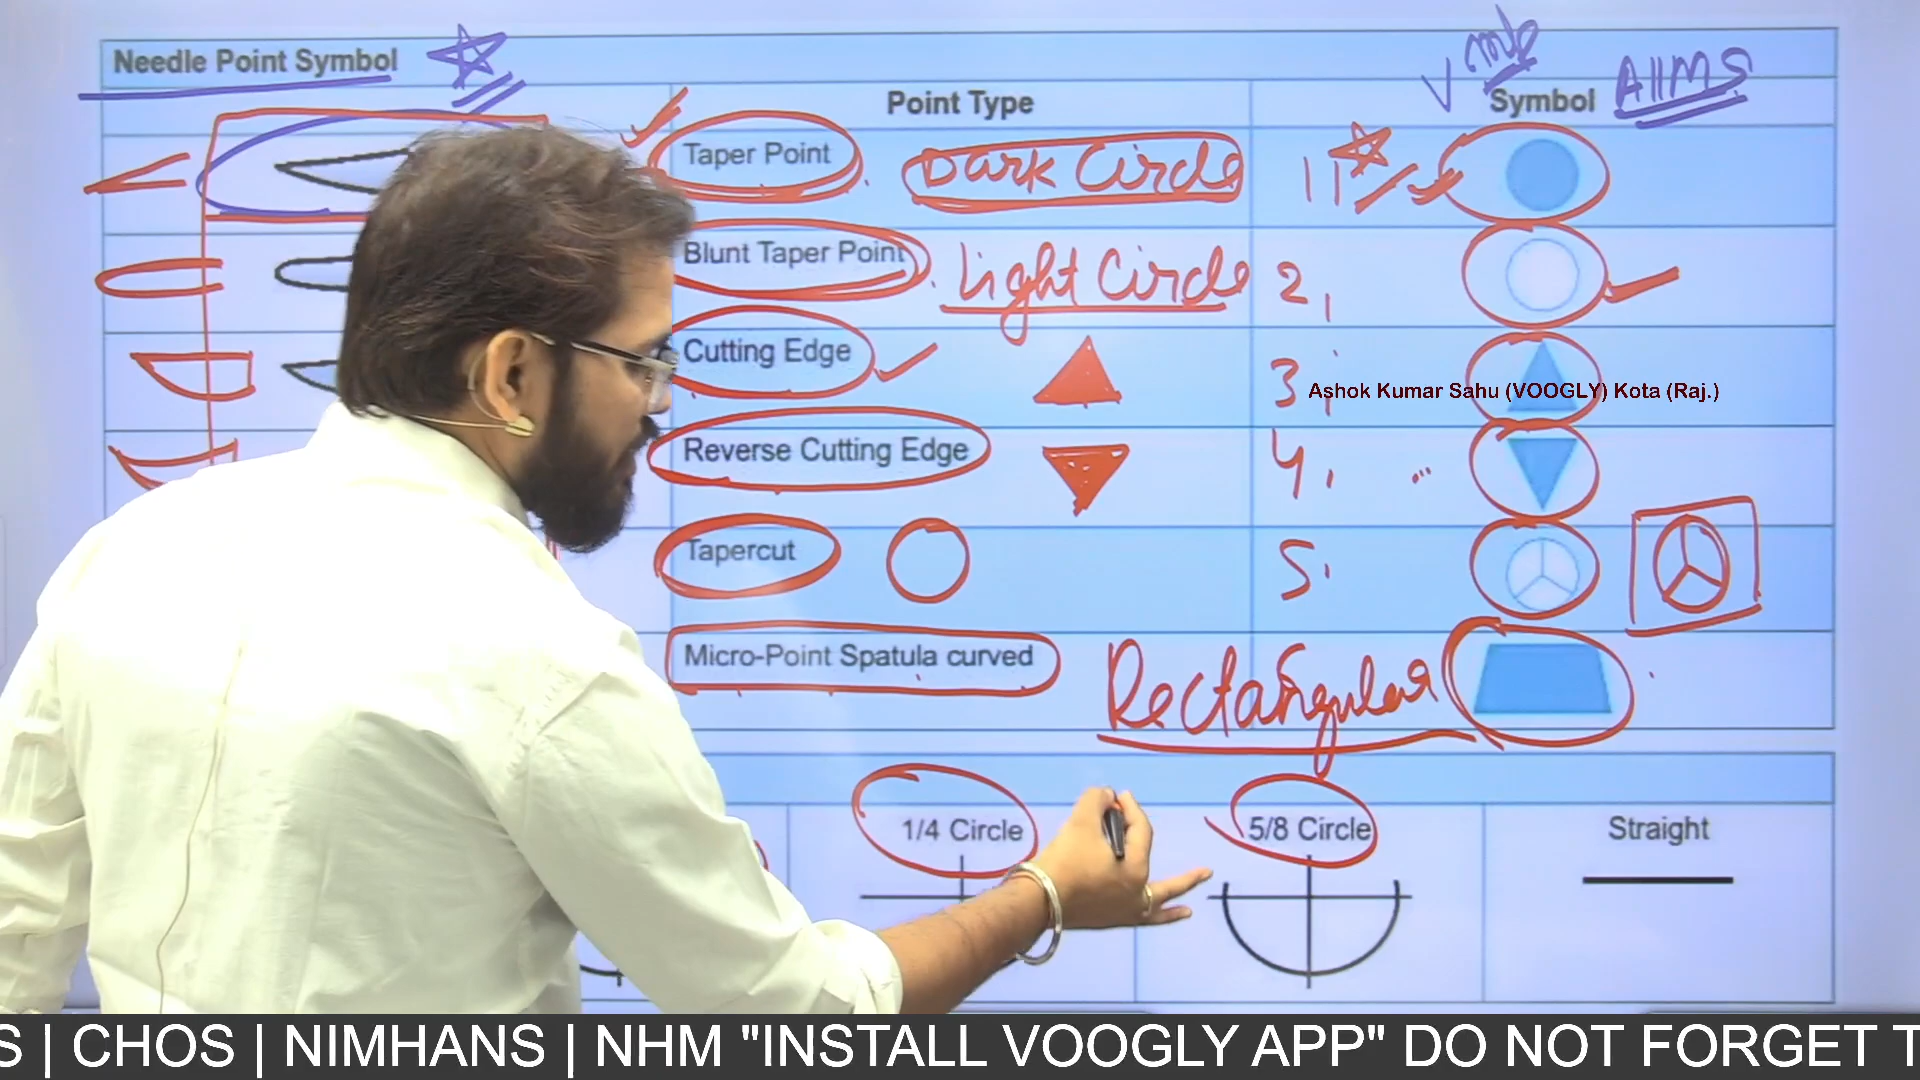 Needle Point Symbol
V Imp
AIIMS
Point Type
Symbol
Taper Point
Dark Circle
1
Blunt Taper Point
Light Circle
2.
Cutting Edge
3.
Ashok Kumar Sahu (VOOGLY) Kota (Raj.)
Reverse Cutting Edge
4.
Tapercut
5.
Micro-Point Spatula curved
Rectangular
1/4 Circle
5/8 Circle
Straight
S | CHOS | NIMHANS | NHM "INSTALL VOOGLY APP" DO NOT FORGET T